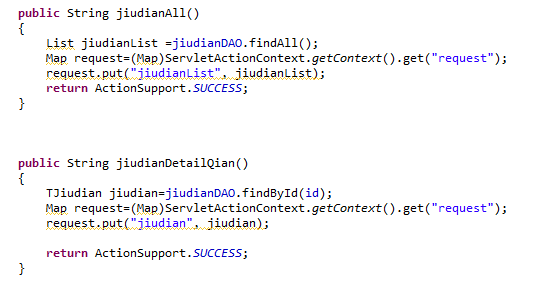 public String jiudianAll()
{
List jiudianList =jiudianDAO.findAll();
Map request=(Map)ServletActionContext.getContext().get("request");
request.put("jiudianList", jiudianList);
return ActionSupport.SUCCESS;
}
public String jiudianDetailQian()
{
TJiudian jiudian=jiudianDAO.findById(id);
Map request=(Map)ServletActionContext.getContext().get("request");
request.put("jiudian", jiudian);
return ActionSupport.SUCCESS;
}